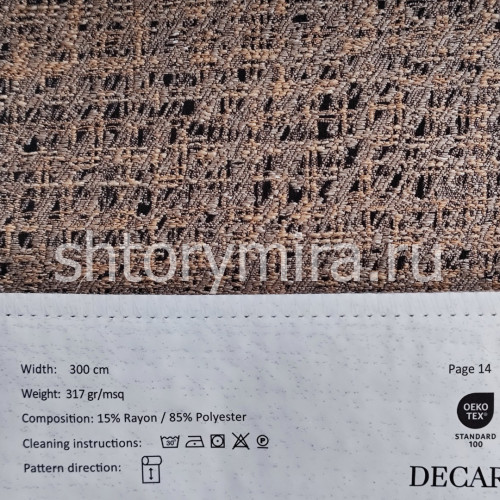 shtorymira.ru
Width: 300 cm
Page 14
Weight: 317 gr/msq
Composition: 15% Rayon / 85% Polyester
Cleaning instructions: 30
Pattern direction:
OEKO
TEX®
STANDARD
100